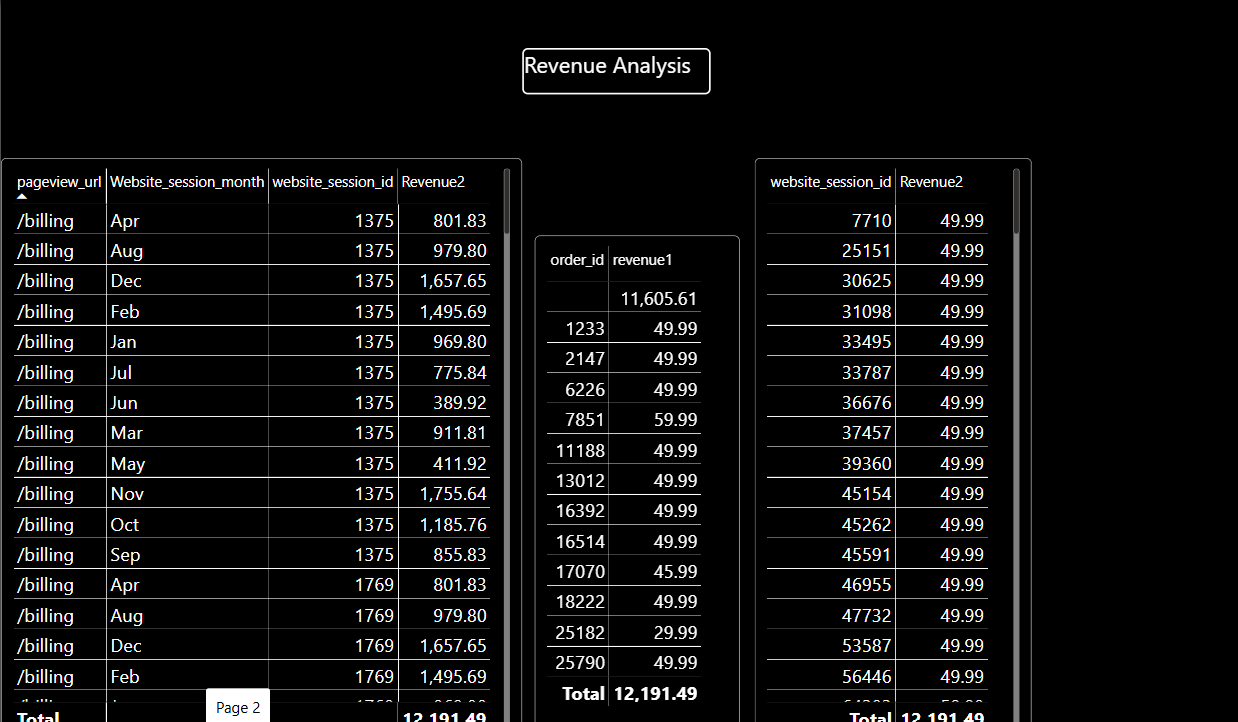 Revenue Analysis
pageview_url Website_session_month website_session_id Revenue2
/billing Apr 1375 801.83
/billing Aug 1375 979.80
/billing Dec 1375 1,657.65
/billing Feb 1375 1,495.69
/billing Jan 1375 969.80
/billing Jul 1375 775.84
/billing Jun 1375 389.92
/billing Mar 1375 911.81
/billing May 1375 411.92
/billing Nov 1375 1,755.64
/billing Oct 1375 1,185.76
/billing Sep 1375 855.83
/billing Apr 1769 801.83
/billing Aug 1769 979.80
/billing Dec 1769 1,657.65
/billing Feb 1769 1,495.69
Total 12,191.49
order_id revenue1
11,605.61
1233 49.99
2147 49.99
6226 49.99
7851 59.99
11188 49.99
13012 49.99
16392 49.99
16514 49.99
17070 45.99
18222 49.99
25182 29.99
25790 49.99
Total 12,191.49
website_session_id Revenue2
7710 49.99
25151 49.99
30625 49.99
31098 49.99
33495 49.99
33787 49.99
36676 49.99
37457 49.99
39360 49.99
45154 49.99
45262 49.99
45591 49.99
46955 49.99
47732 49.99
53587 49.99
56446 49.99
Total 12,191.49
Page 2